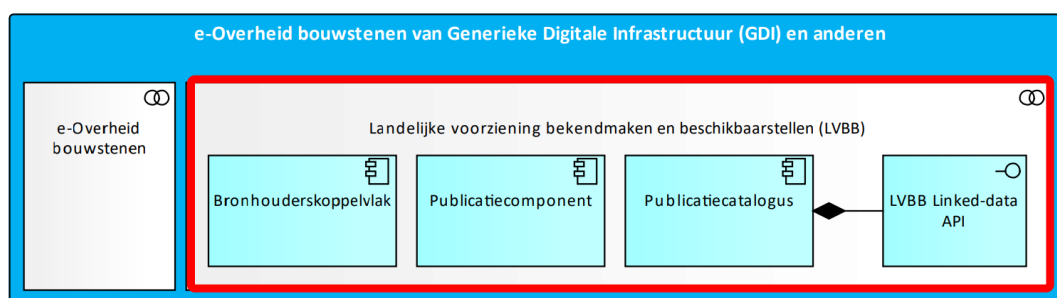 e-Overheid bouwstenen van Generieke Digitale Infrastructuur (GDI) en anderen
e-Overheid
bouwstenen
Landelijke voorziening bekendmaken en beschikbaarstellen (LVBB)
Bronhouderskoppelvlak
Publicatiecomponent
Publicatiecatalogus
LVBB Linked-data
API